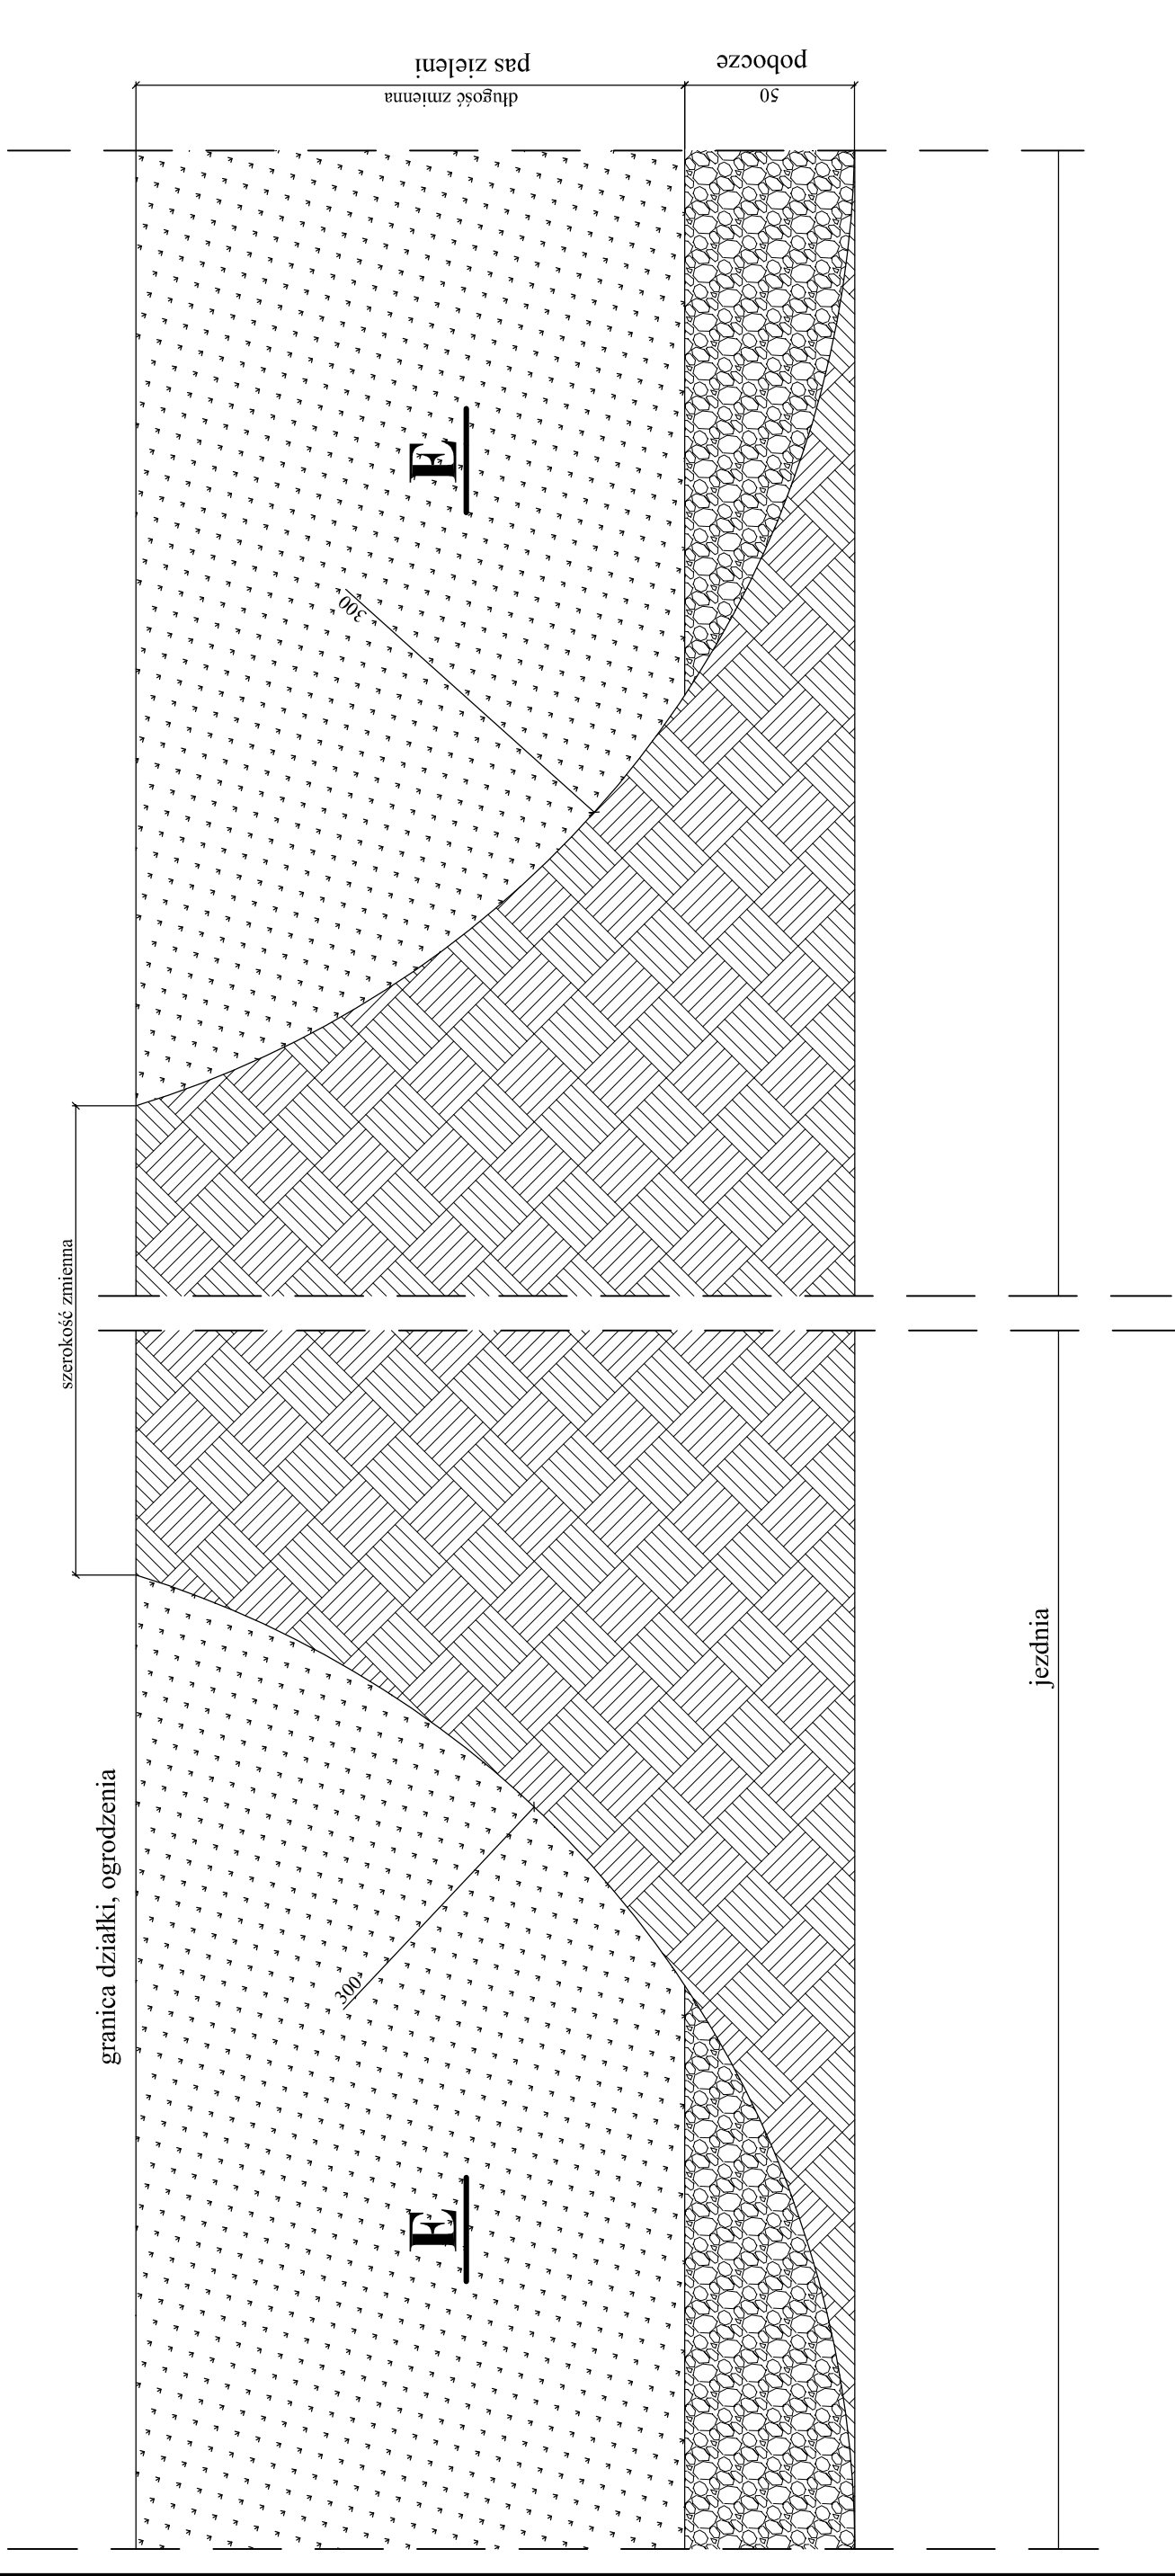 pas zieleni
długość zmienna
pobocze
50
E
300
szerokość zmienna
jezdnia
granica działki, ogrodzenia
300
E